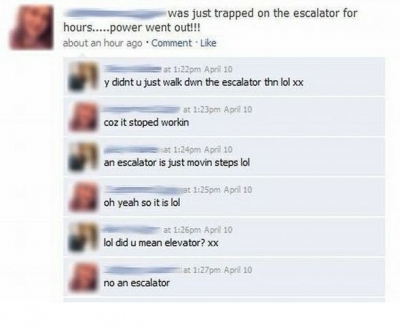 was just trapped on the escalator for
hours.....power went out!!!
about an hour ago · Comment · Like
at 1:22pm April 10
y didnt u just walk dwn the escalator thn lol xx
at 1:23pm April 10
coz it stoped workin
at 1:24pm April 10
an escalator is just movin steps lol
at 1:25pm April 10
oh yeah so it is lol
at 1:26pm April 10
lol did u mean elevator? xx
at 1:27pm April 10
no an escalator